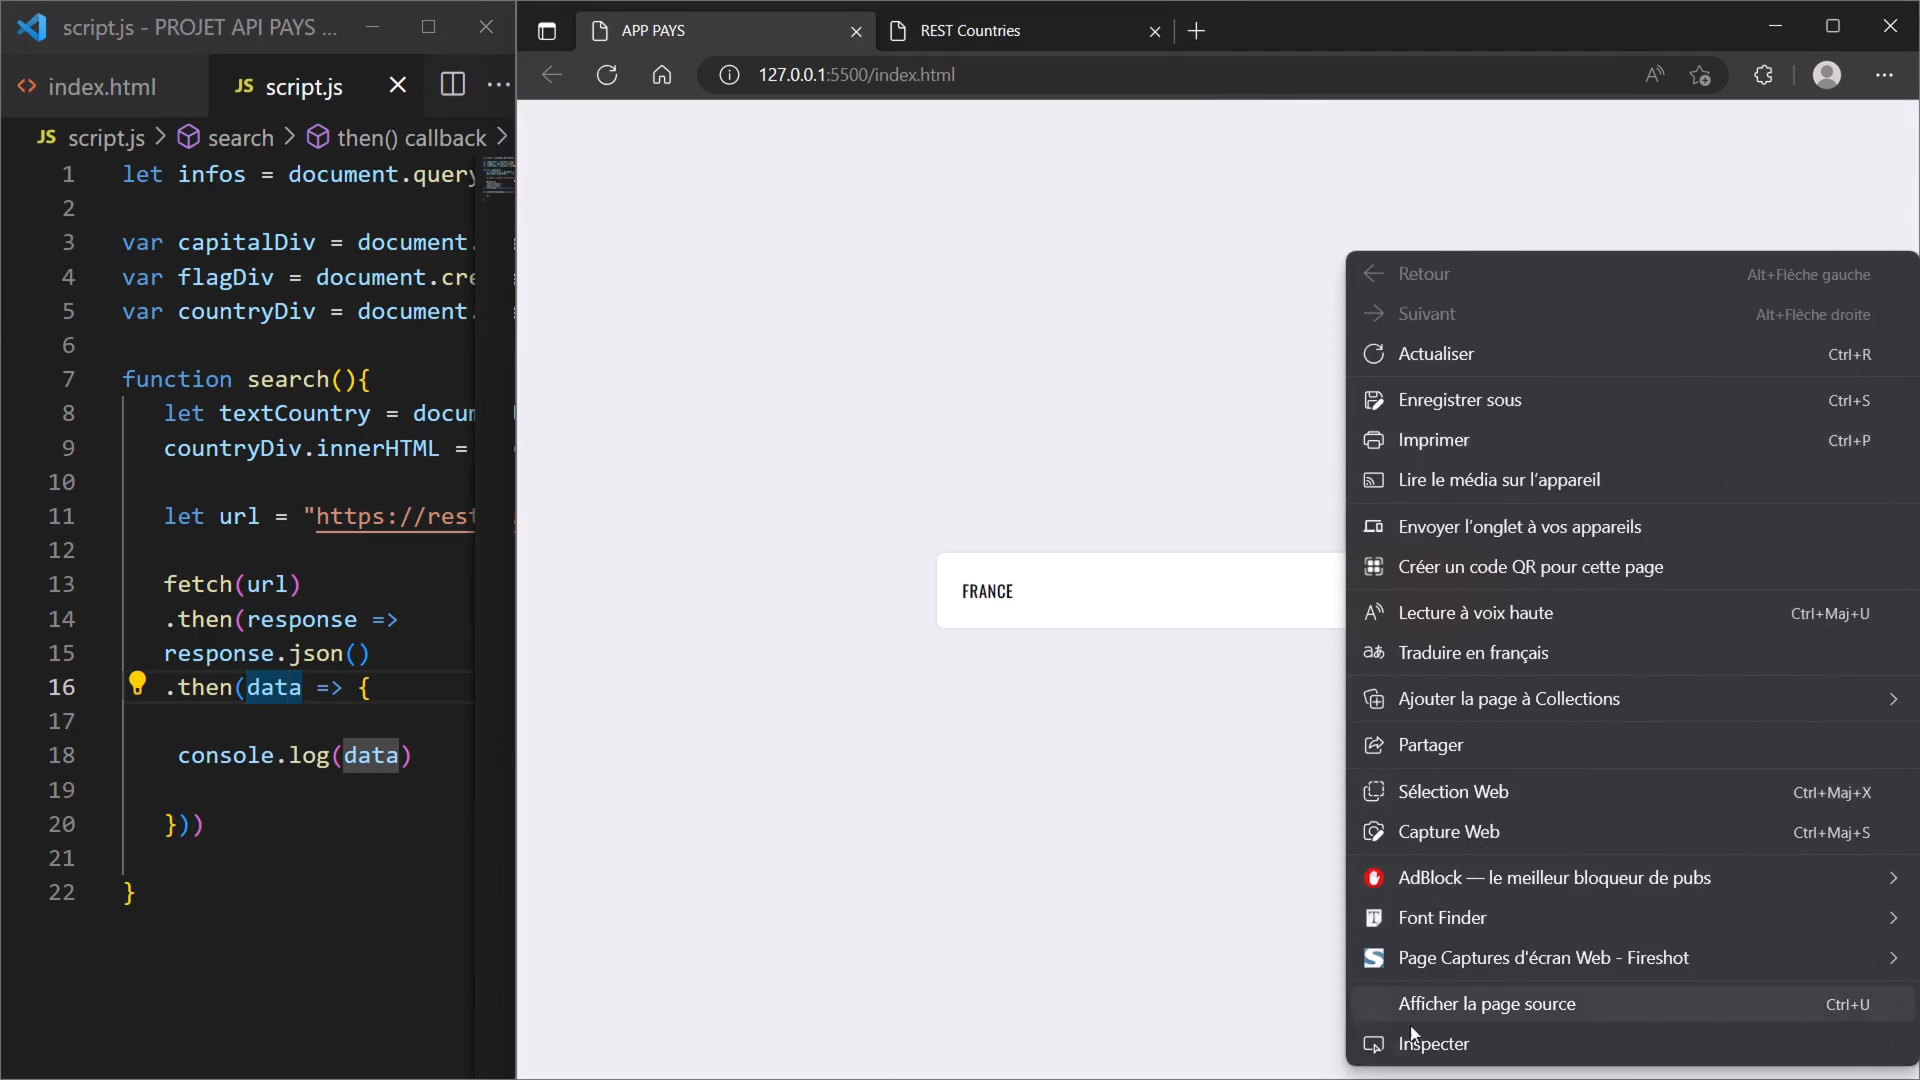 script.js - PROJET API PAYS ...
index.html
JS script.js
JS script.js > search > then() callback >
1 let infos = document.query
2
3 var capitalDiv = document.
4 var flagDiv = document.cre
5 var countryDiv = document.
6
7 function search(){
8 let textCountry = docum
9 countryDiv.innerHTML =
10
11 let url = "https://rest
12
13 fetch(url)
14 .then(response =>
15 response.json()
16 .then(data => {
17
18 console.log(data)
19
20 }))
21
22 }
APP PAYS
REST Countries
127.0.0.1:5500/index.html
FRANCE
Retour Alt+Flèche gauche
Suivant Alt+Flèche droite
Actualiser Ctrl+R
Enregistrer sous Ctrl+S
Imprimer Ctrl+P
Lire le média sur l'appareil
Envoyer l'onglet à vos appareils
Créer un code QR pour cette page
Lecture à voix haute Ctrl+Maj+U
Traduire en français
Ajouter la page à Collections
Partager
Sélection Web Ctrl+Maj+X
Capture Web Ctrl+Maj+S
AdBlock — le meilleur bloqueur de pubs
Font Finder
Page Captures d'écran Web - Fireshot
Afficher la page source Ctrl+U
Inspecter